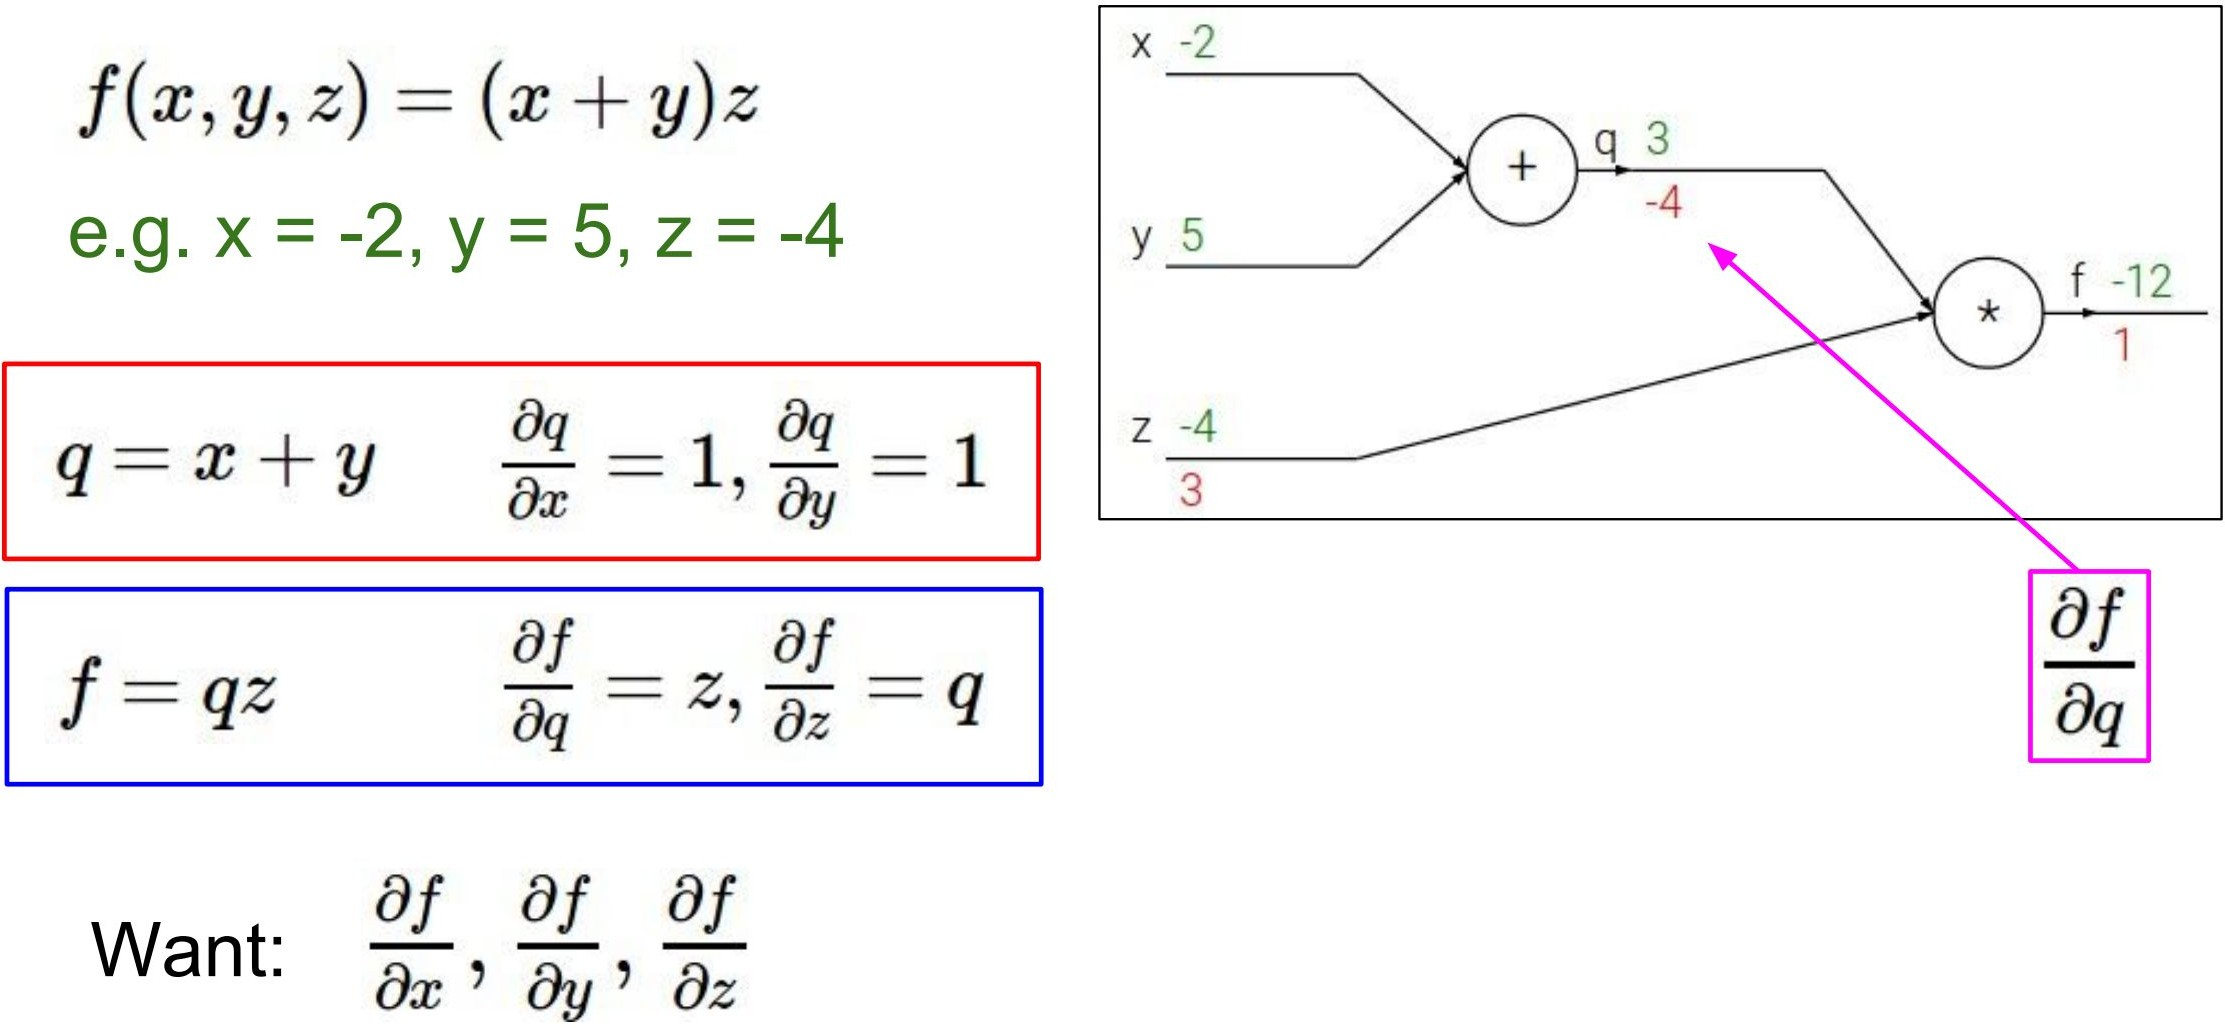 f(x, y, z) = (x + y)z
e.g. x = -2, y = 5, z = -4
q = x + y   ∂q/∂x = 1, ∂q/∂y = 1
f = qz   ∂f/∂q = z, ∂f/∂z = q
Want: ∂f/∂x, ∂f/∂y, ∂f/∂z
x -2
+
q 3
-4
y 5
f -12
*
1
z -4
3
∂f/∂q